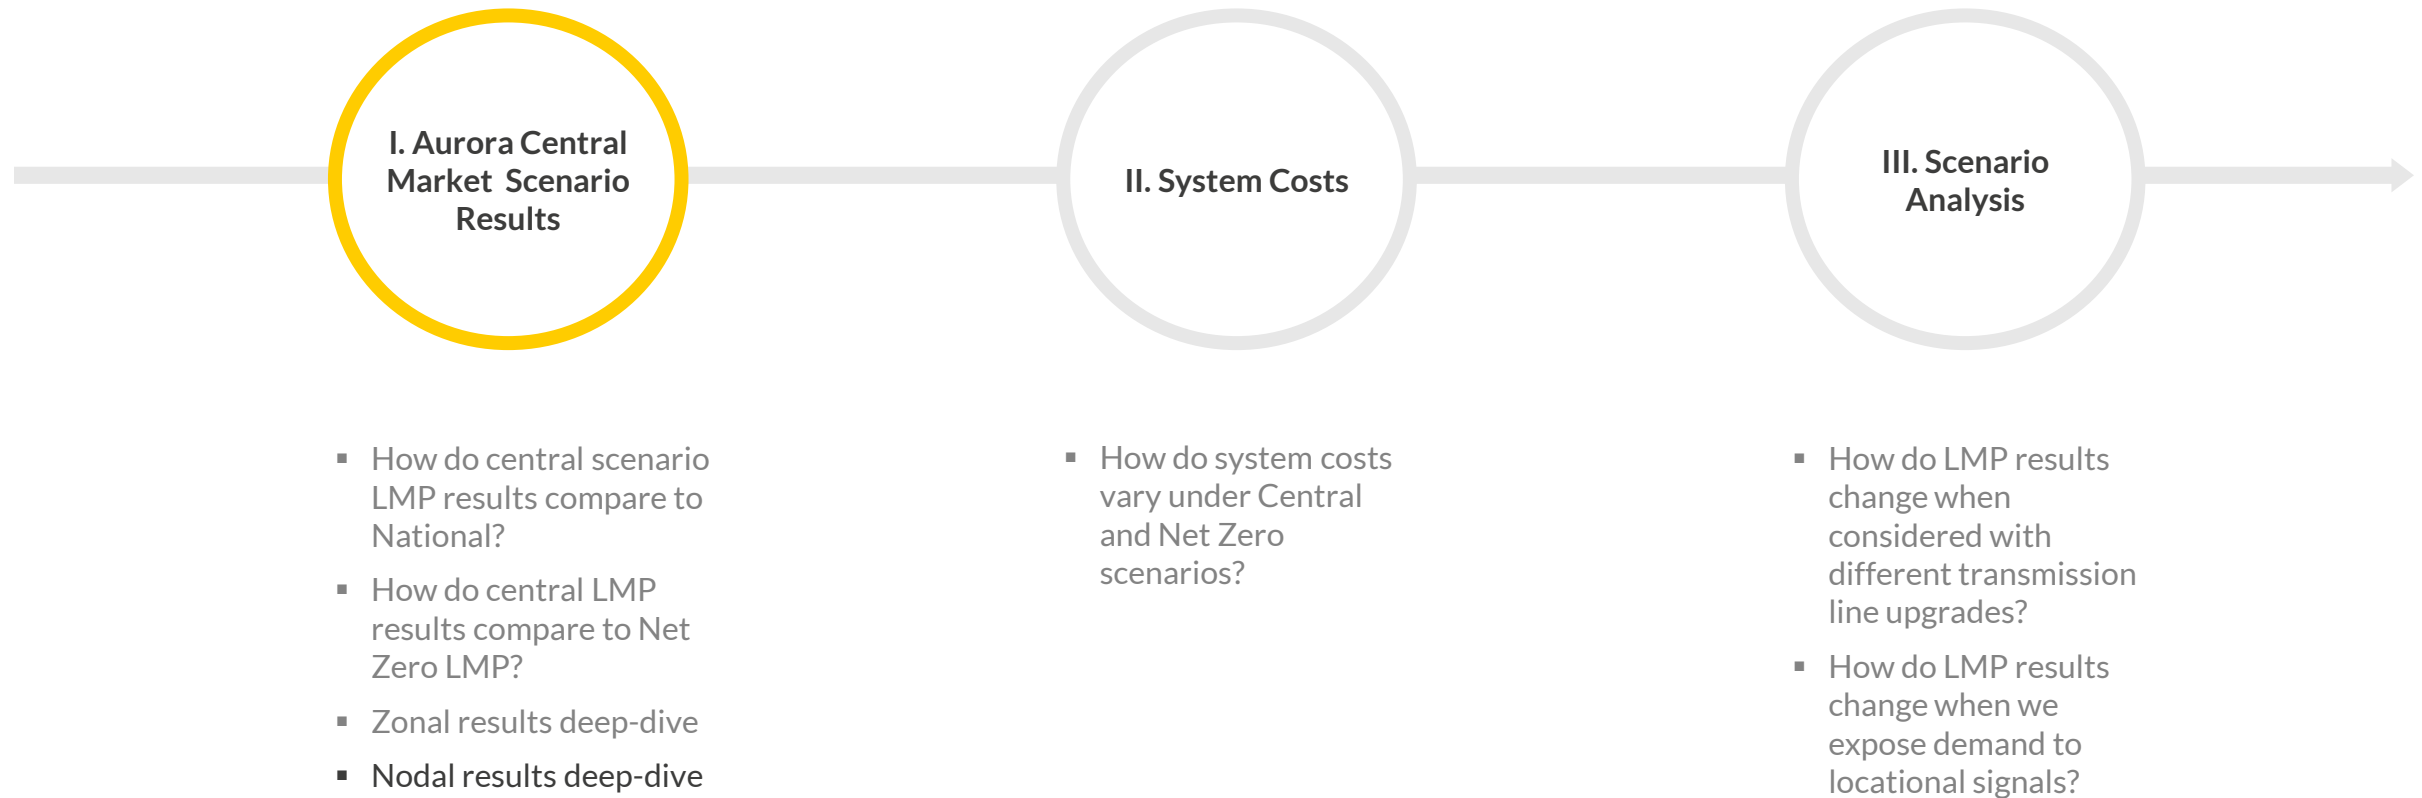 I. Aurora Central
Market Scenario
Results
II. System Costs
III. Scenario
Analysis
▪ How do central scenario
LMP results compare to
National?
▪ How do central LMP
results compare to Net
Zero LMP?
▪ Zonal results deep-dive
▪ Nodal results deep-dive
▪ How do system costs
vary under Central
and Net Zero
scenarios?
▪ How do LMP results
change when
considered with
different transmission
line upgrades?
▪ How do LMP results
change when we
expose demand to
locational signals?